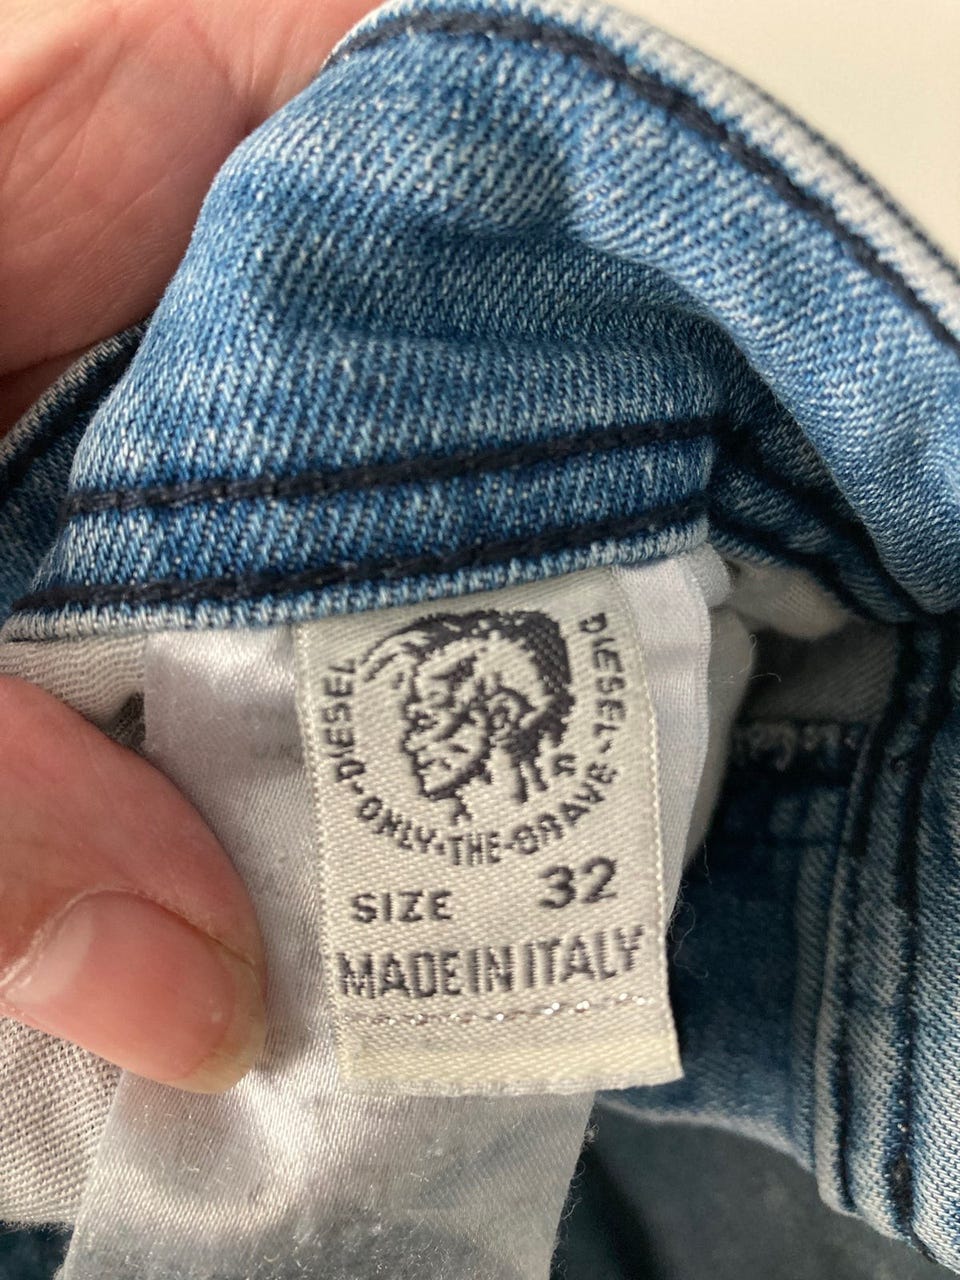 DIESEL-ONLY-THE-BRAVE-DIESEL
SIZE 32
MADE IN ITALY